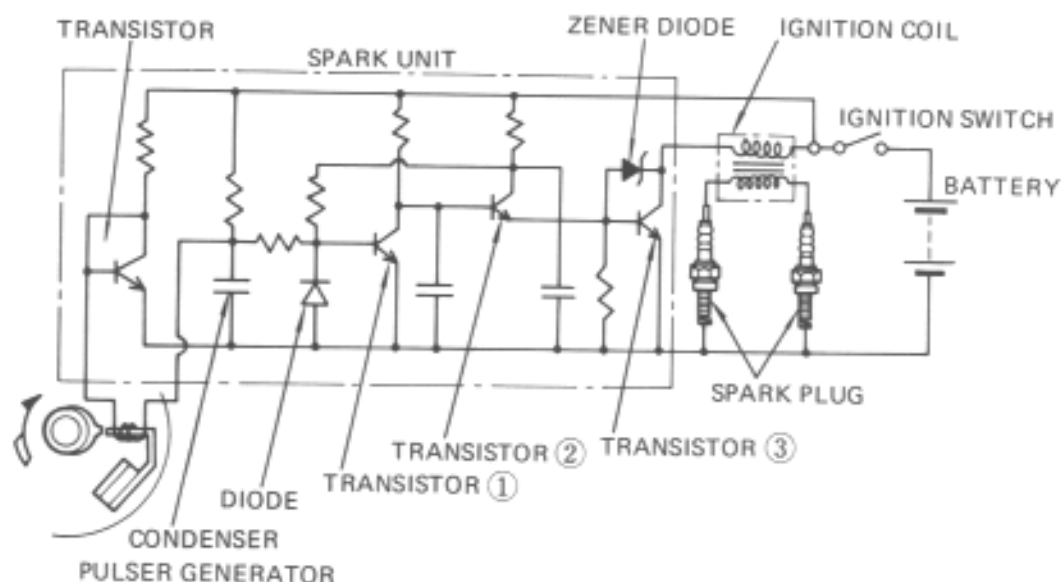 TRANSISTOR
ZENER DIODE
IGNITION COIL
SPARK UNIT
IGNITION SWITCH
BATTERY
SPARK PLUG
TRANSISTOR ②
TRANSISTOR ③
TRANSISTOR ①
DIODE
CONDENSER
PULSER GENERATOR